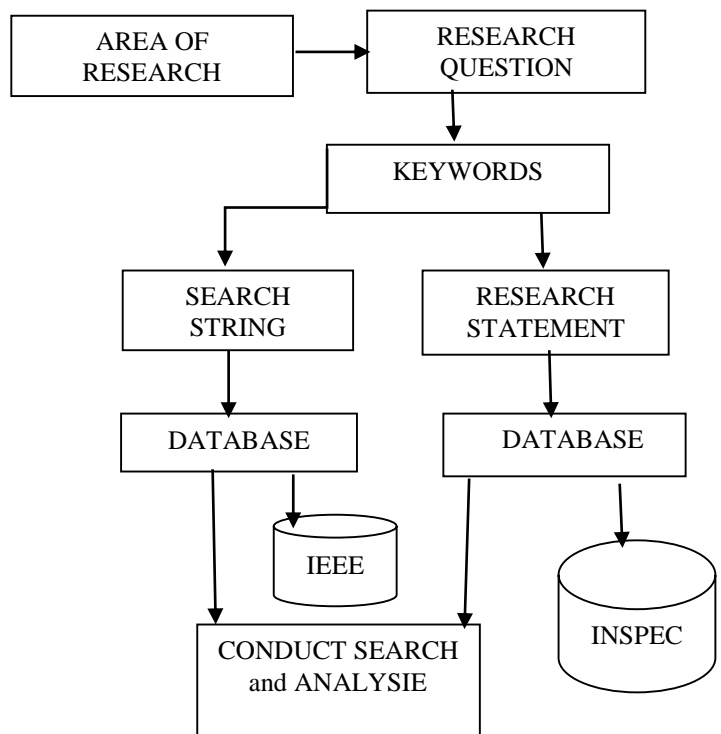 AREA OF
RESEARCH
RESEARCH
QUESTION
KEYWORDS
SEARCH
STRING
RESEARCH
STATEMENT
DATABASE
DATABASE
IEEE
INSPEC
CONDUCT SEARCH
and ANALYSIE